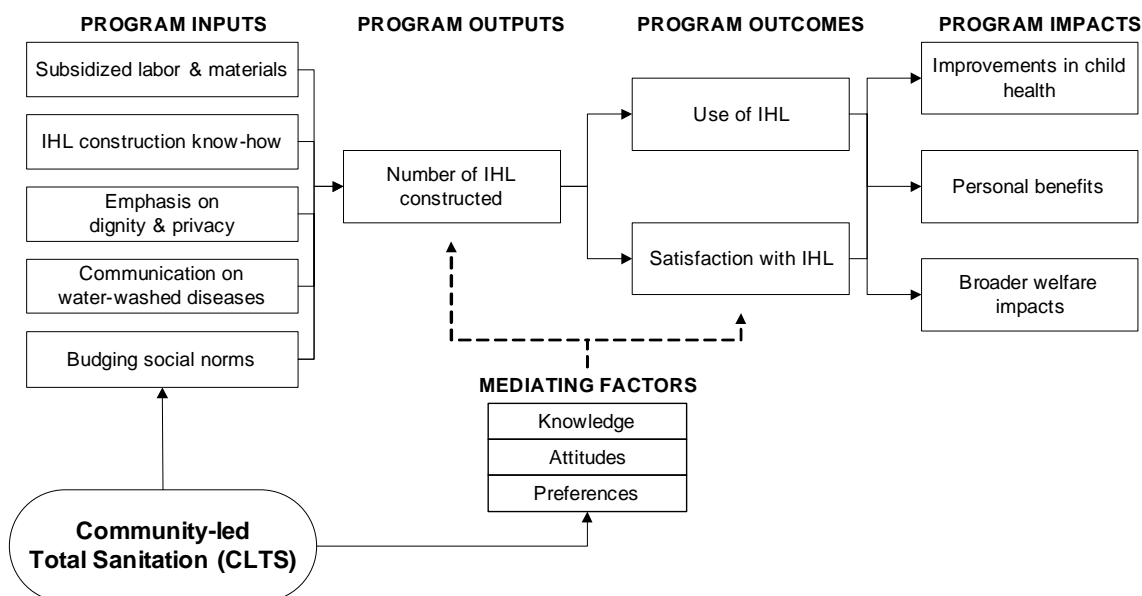 PROGRAM INPUTS
PROGRAM OUTPUTS
PROGRAM OUTCOMES
PROGRAM IMPACTS
Subsidized labor & materials
IHL construction know-how
Emphasis on
dignity & privacy
Communication on
water-washed diseases
Budging social norms
Number of IHL
constructed
Use of IHL
Satisfaction with IHL
Improvements in child
health
Personal benefits
Broader welfare
impacts
MEDIATING FACTORS
Knowledge
Attitudes
Preferences
Community-led
Total Sanitation (CLTS)